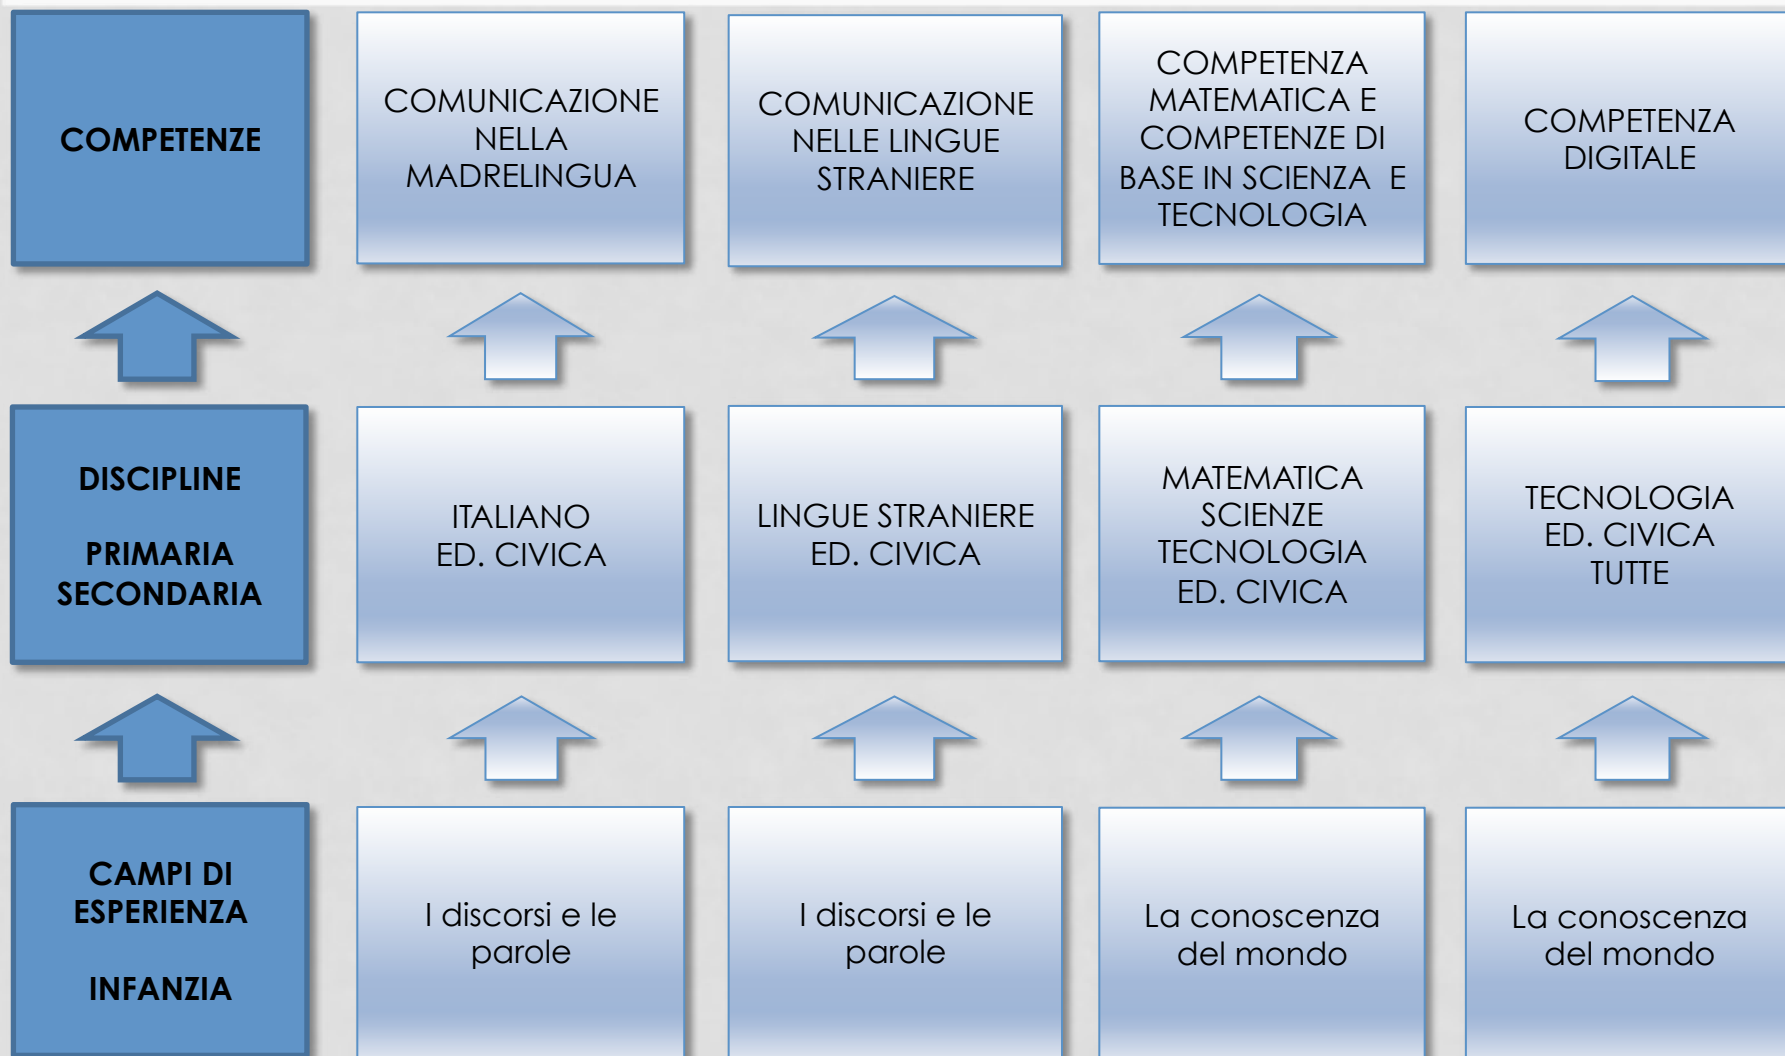 COMPETENZE
COMUNICAZIONE
NELLA
MADRELINGUA
COMUNICAZIONE
NELLE LINGUE
STRANIERE
COMPETENZA
MATEMATICA E
COMPETENZE DI
BASE IN SCIENZA E
TECNOLOGIA
COMPETENZA
DIGITALE
DISCIPLINE
PRIMARIA
SECONDARIA
ITALIANO
ED. CIVICA
LINGUE STRANIERE
ED. CIVICA
MATEMATICA
SCIENZE
TECNOLOGIA
ED. CIVICA
TECNOLOGIA
ED. CIVICA
TUTTE
CAMPI DI
ESPERIENZA
INFANZIA
I discorsi e le
parole
I discorsi e le
parole
La conoscenza
del mondo
La conoscenza
del mondo